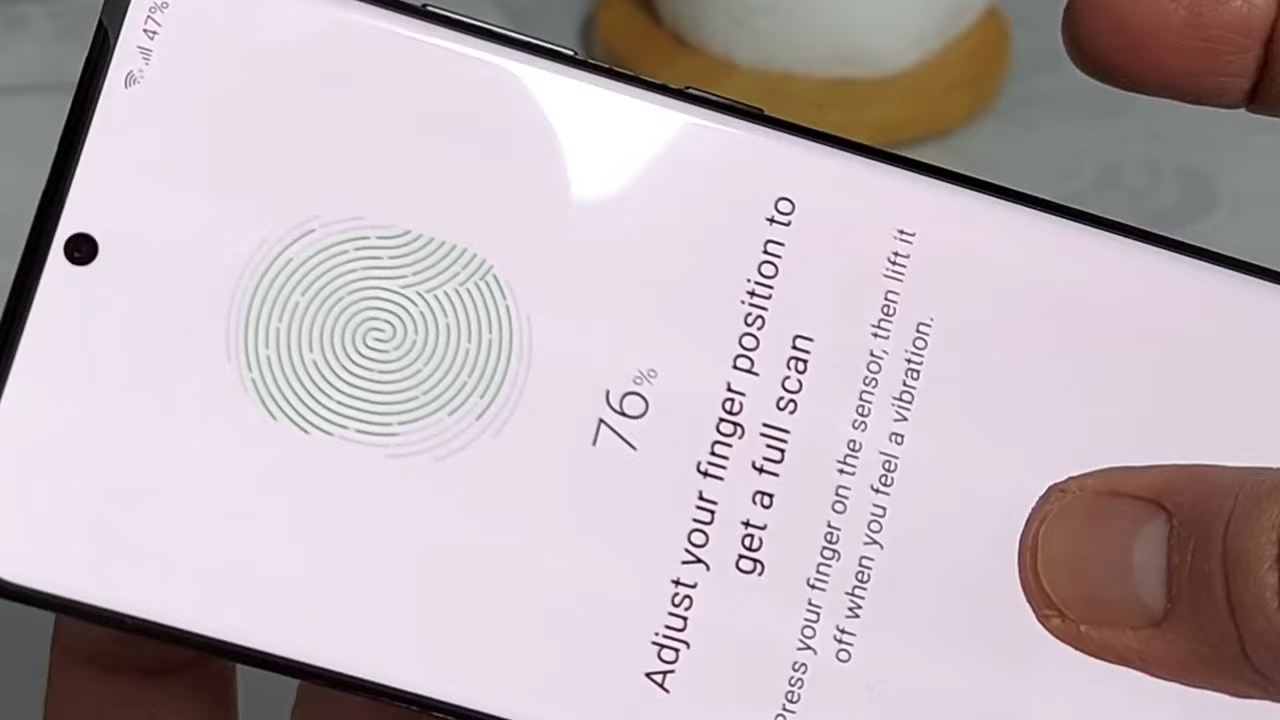 47%
76%
Adjust your finger position to
get a full scan
Press your finger on the sensor, then lift it
off when you feel a vibration.